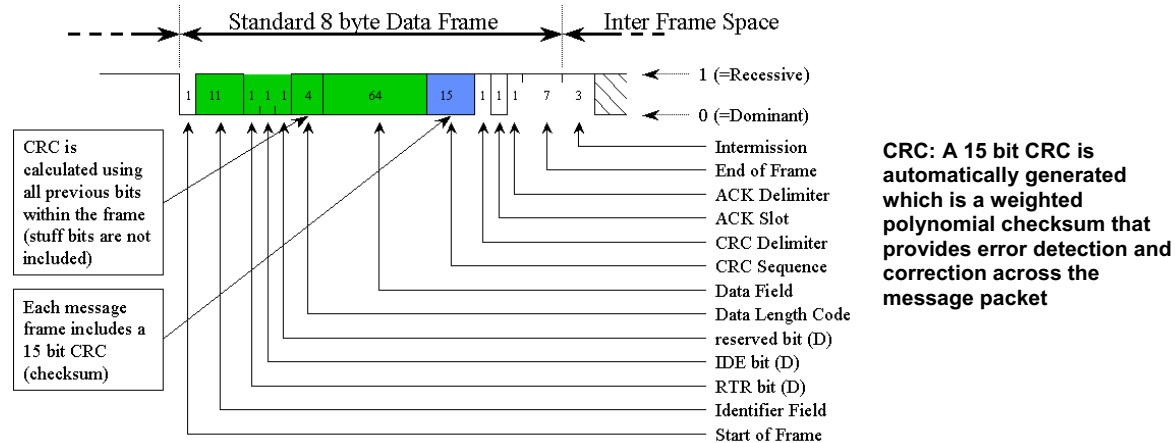 Standard 8 byte Data Frame
Inter Frame Space
1 (=Recessive)
1 11 1 1 1 4 64 15 1 1 1 7 3
0 (=Dominant)
CRC is
calculated using
all previous bits
within the frame
(stuff bits are not
included)
Each message
frame includes a
15 bit CRC
(checksum)
Intermission
End of Frame
ACK Delimiter
ACK Slot
CRC Delimiter
CRC Sequence
Data Field
Data Length Code
reserved bit (D)
IDE bit (D)
RTR bit (D)
Identifier Field
Start of Frame
CRC: A 15 bit CRC is
automatically generated
which is a weighted
polynomial checksum that
provides error detection and
correction across the
message packet